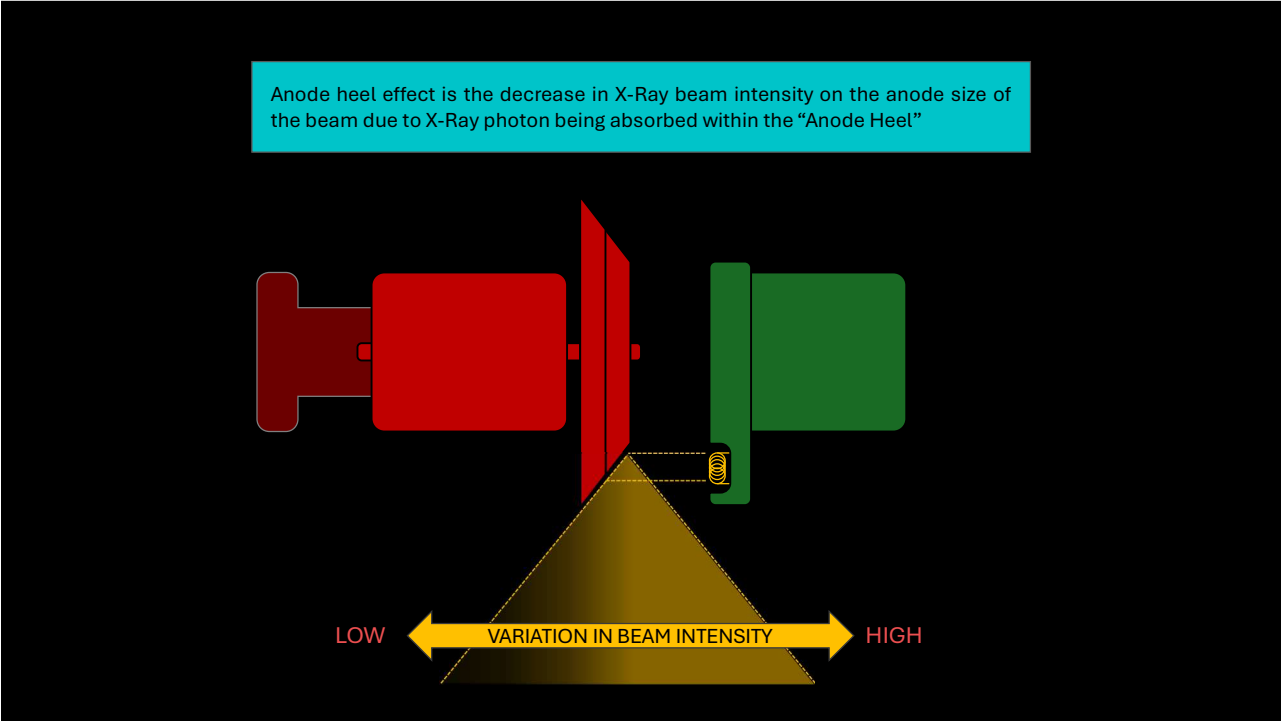 Anode heel effect is the decrease in X-Ray beam intensity on the anode size of
the beam due to X-Ray photon being absorbed within the “Anode Heel”
LOW
VARIATION IN BEAM INTENSITY
HIGH